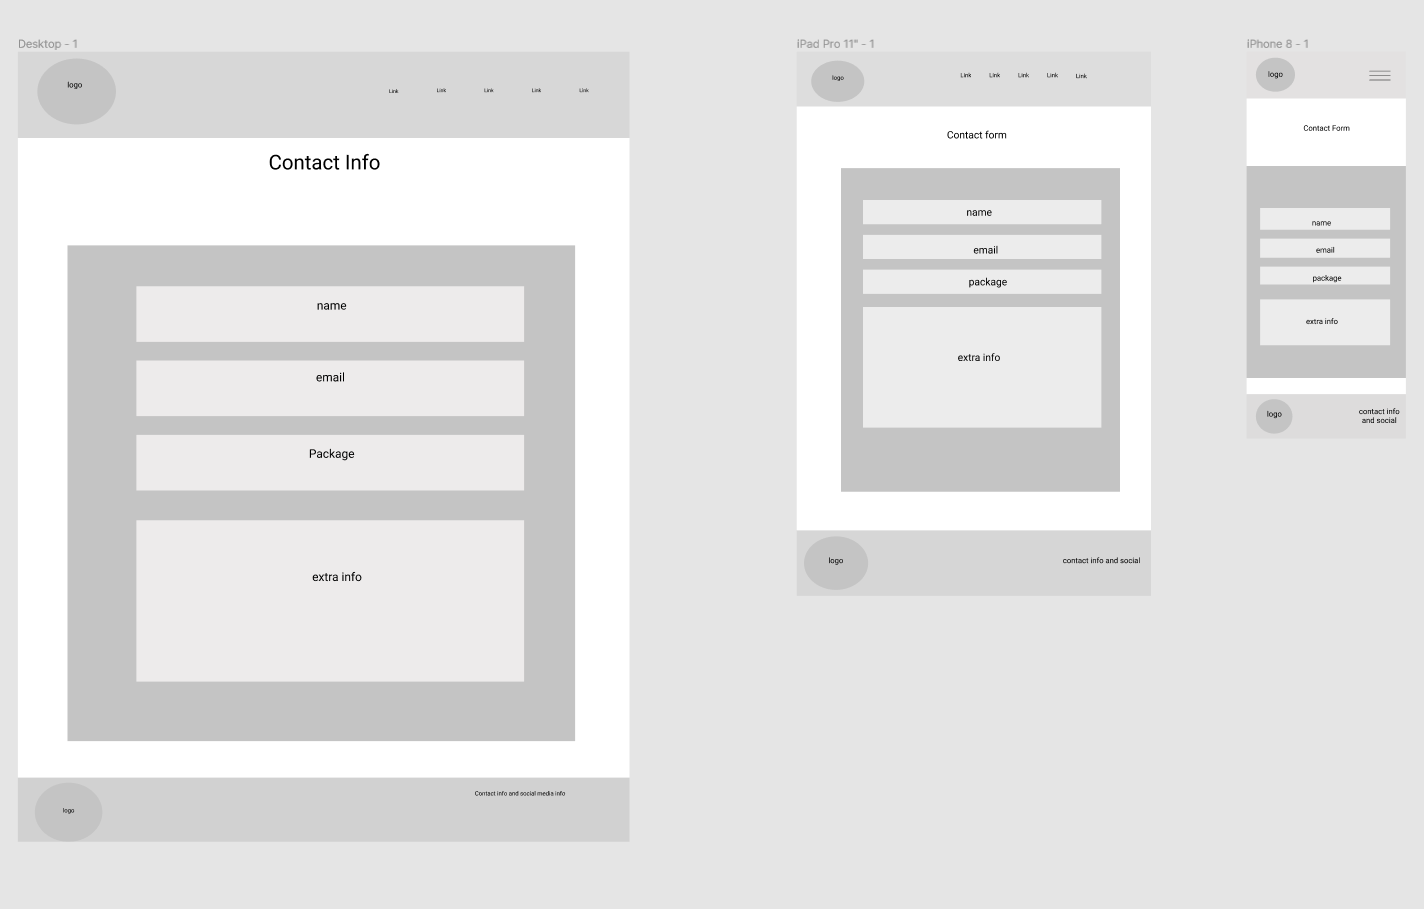 Desktop - 1
logo
Link Link Link Link Link
Contact Info
name
email
Package
extra info
logo
Contact info and social media info
iPad Pro 11" - 1
logo
Link Link Link Link Link
Contact form
name
email
package
extra info
logo
contact info and social
iPhone 8 - 1
logo
Contact Form
name
email
package
extra info
logo
contact info
and social